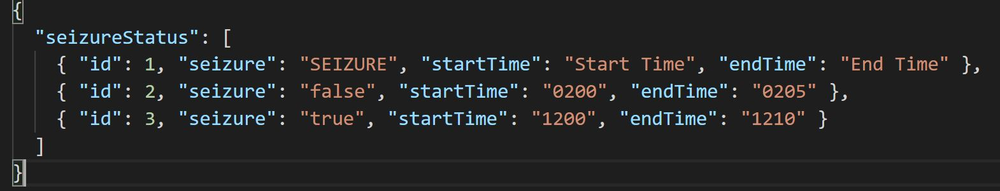 {
"seizureStatus": [
{ "id": 1, "seizure": "SEIZURE", "startTime": "Start Time", "endTime": "End Time" },
{ "id": 2, "seizure": "false", "startTime": "0200", "endTime": "0205" },
{ "id": 3, "seizure": "true", "startTime": "1200", "endTime": "1210" }
]
}